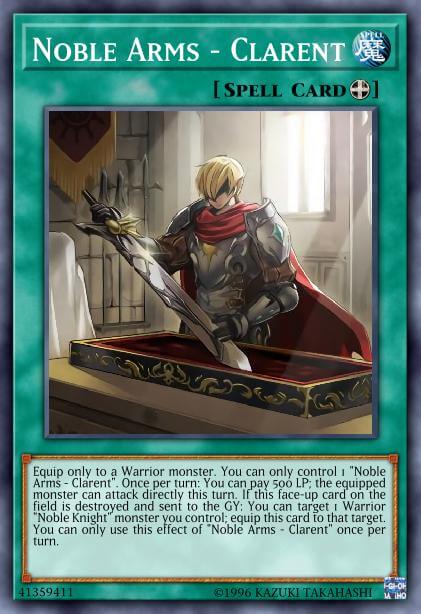 NOBLE ARMS - CLARENT
SPELL
魔
[SPELL CARD]
Equip only to a Warrior monster. You can only control 1 "Noble
Arms - Clarent". Once per turn: You can pay 500 LP; the equipped
monster can attack directly this turn. If this face-up card on the
field is destroyed and sent to the GY: You can target 1 Warrior
"Noble Knight" monster you control; equip this card to that target.
You can only use this effect of "Noble Arms - Clarent" once per
turn.
41359411
©1996 KAZUKI TAKAHASHI